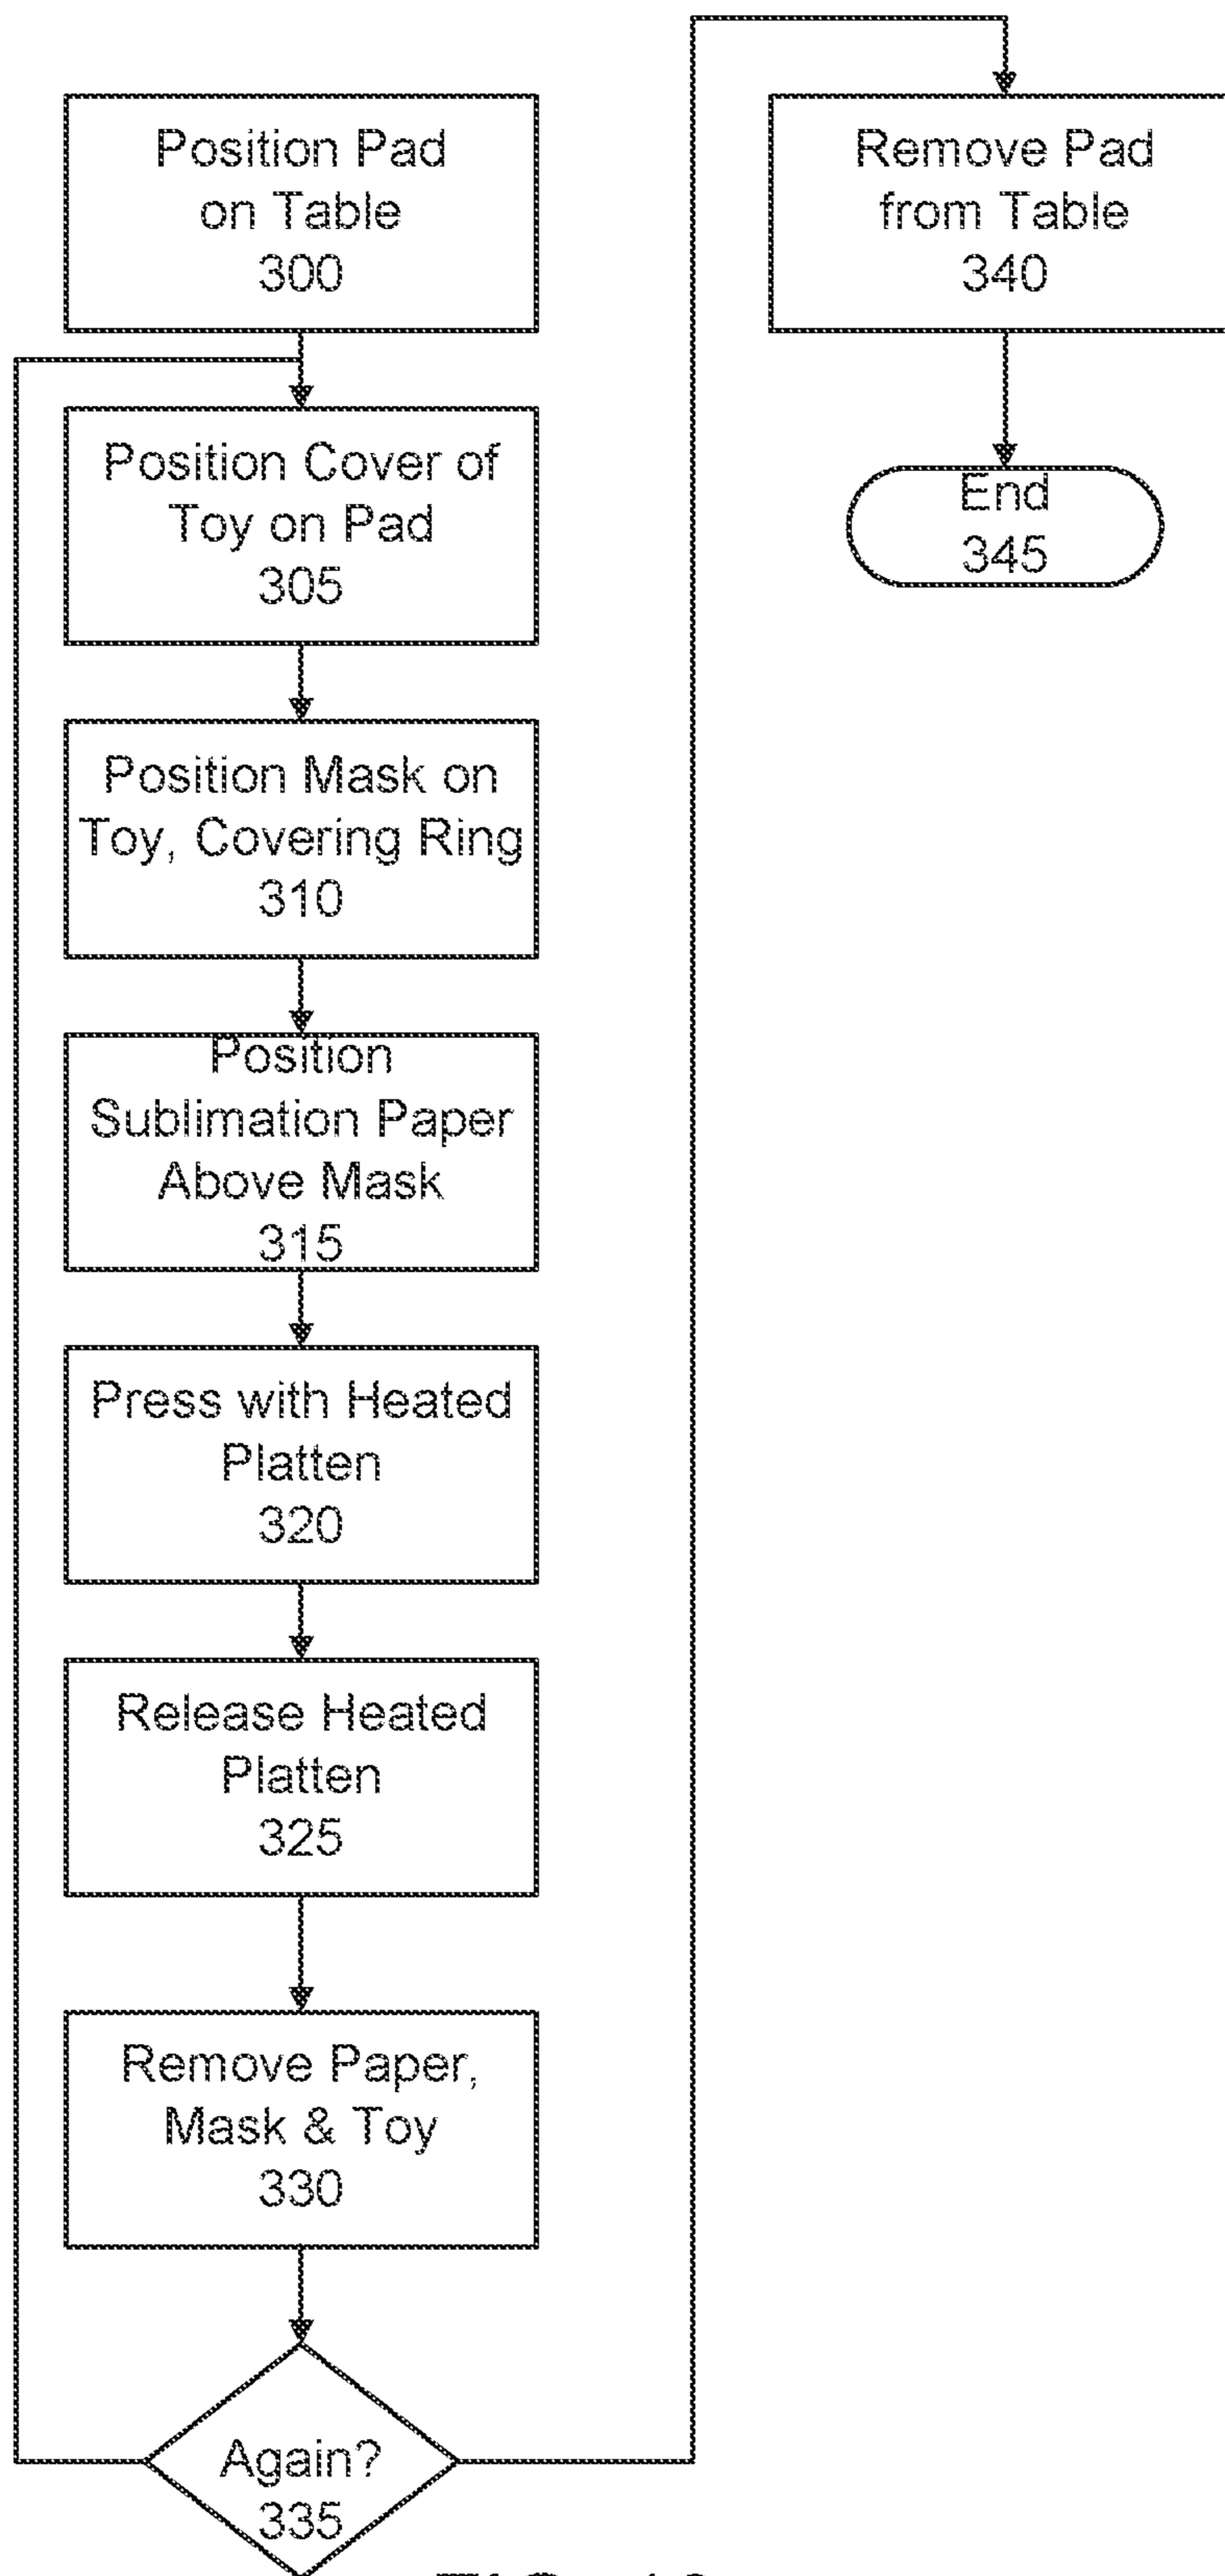 Position Pad
on Table
300
Position Cover of
Toy on Pad
305
Position Mask on
Toy, Covering Ring
310
Position
Sublimation Paper
Above Mask
315
Press with Heated
Platten
320
Release Heated
Platten
325
Remove Paper,
Mask & Toy
330
Again?
335
Remove Pad
from Table
340
End
345